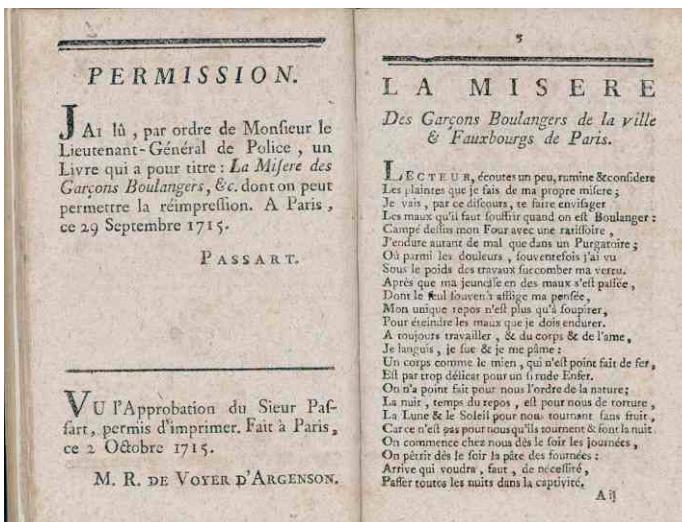 PERMISSION.
JAI lû, par ordre de Monsieur le
Lieutenant-Général de Police, un
Livre qui a pour titre : La Misere des
Garçons Boulangers, &c. dont on peut
permettre la réimpression. A Paris,
ce 29 Septembre 1715.
PASSART.
VU l'Approbation du Sieur Pas-
sart, permis d'imprimer. Fait à Paris,
ce 2 Octobre 1715.
M. R. DE VOYER D'ARGENSON.
5
LA MISERE
Des Garçons Boulangers de la ville
& Fauxbourgs de Paris.
LECTEUR, écoutes un peu, rumine & considere
Les plaintes que je fais de ma propre misere ;
Je vais, par ce discours, te faire envisager
Les maux qu'il faut souffrir quand on est Boulanger :
Campé dessus mon Four avec une ratissoire,
J'endure autant de mal que dans un Purgatoire ;
Où parmi les douleurs, souventefois j'ai vu
Sous le poids des travaux succomber ma vertu.
Après que ma jeunesse en des maux s'est passée,
Dont le seul souvenir afflige ma pensée,
Mon unique repos n'est plus qu'à soupirer,
Pour éteindre les maux que je dois endurer.
A toujours travailler, & du corps & de l'ame,
Je languis, je sue & je me pâme :
Un corps comme le mien, qui n'est point fait de fer,
Est par trop délicat pour un si rude Enfer.
On n'a point fait pour nous l'ordre de la nature ;
La nuit, temps du repos, est pour nous de torture,
La Lune & le Soleil pour nous tournant sans fruit,
Car ce n'est pas pour nous qu'ils tournent & font la nuit.
On commence chez nous dès le soir les journées,
On pétrit dès le soir la pâte des fournées :
Arrive qui voudra, faut, de nécessité,
Passer toutes les nuits dans la captivité.
A ij